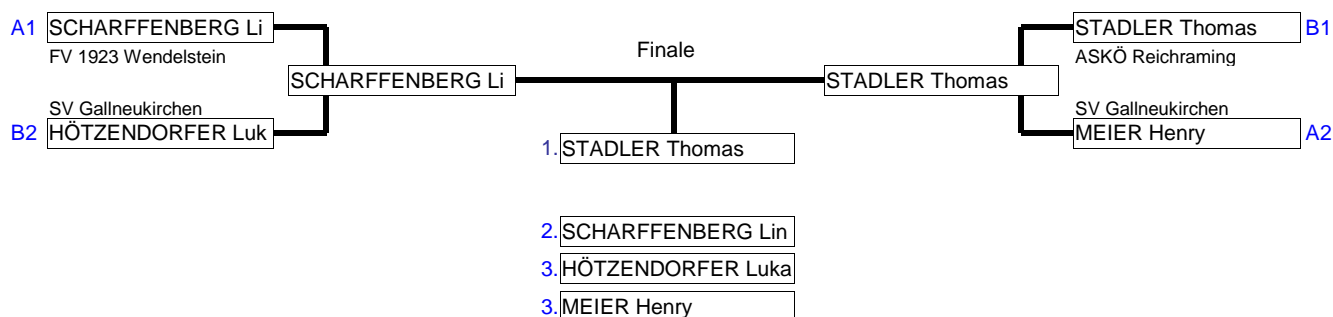 A1 SCHARFFENBERG Li
FV 1923 Wendelstein
SCHARFFENBERG Li
SV Gallneukirchen
B2 HÖTZENDORFER Luk
Finale
STADLER Thomas B1
ASKÖ Reichraming
STADLER Thomas
SV Gallneukirchen
MEIER Henry A2
1. STADLER Thomas
2. SCHARFFENBERG Lin
3. HÖTZENDORFER Luka
3. MEIER Henry